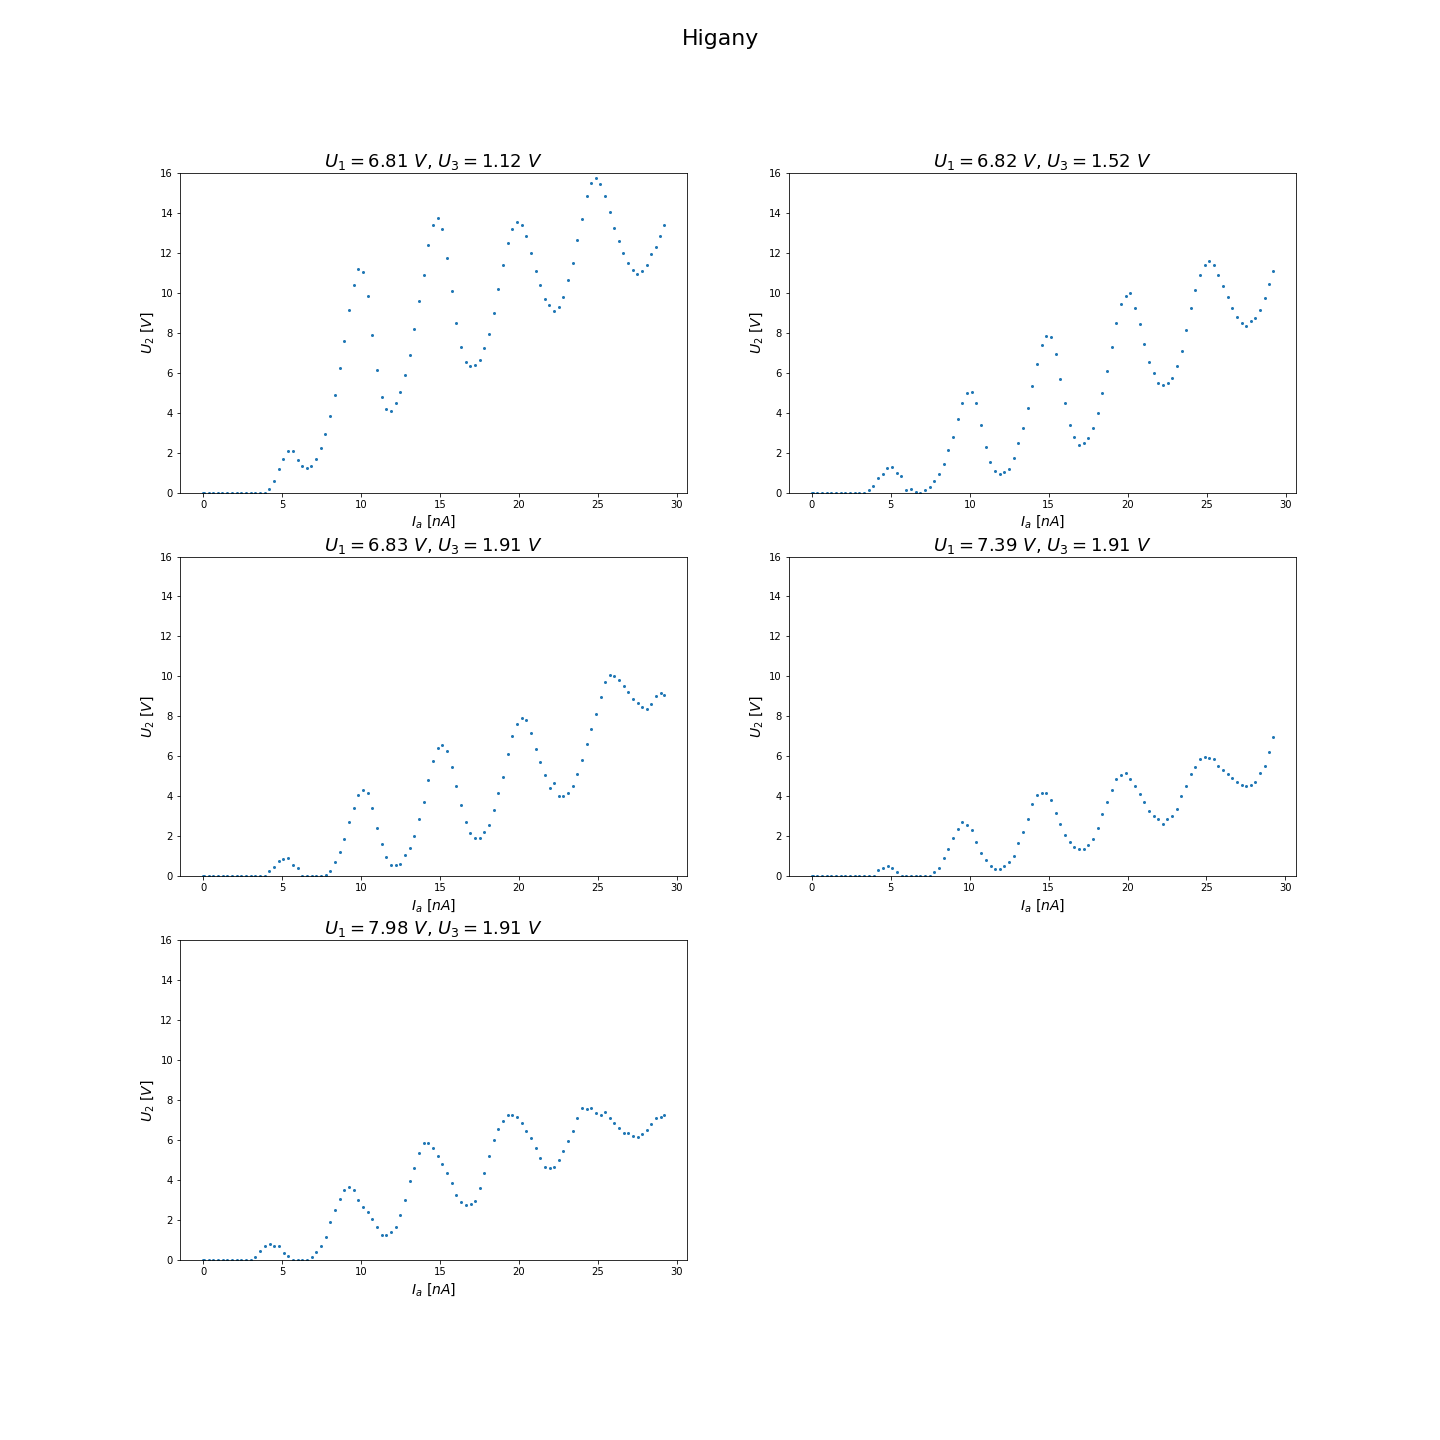 Higany
U₁ = 6.81 V, U₃ = 1.12 V
16
14
12
10
8
6
4
2
0
U₂ [V]
0 5 10 15 20 25 30
Iₐ [nA]
U₁ = 6.82 V, U₃ = 1.52 V
16
14
12
10
8
6
4
2
0
U₂ [V]
0 5 10 15 20 25 30
Iₐ [nA]
U₁ = 6.83 V, U₃ = 1.91 V
16
14
12
10
8
6
4
2
0
U₂ [V]
0 5 10 15 20 25 30
Iₐ [nA]
U₁ = 7.39 V, U₃ = 1.91 V
16
14
12
10
8
6
4
2
0
U₂ [V]
0 5 10 15 20 25 30
Iₐ [nA]
U₁ = 7.98 V, U₃ = 1.91 V
16
14
12
10
8
6
4
2
0
U₂ [V]
0 5 10 15 20 25 30
Iₐ [nA]